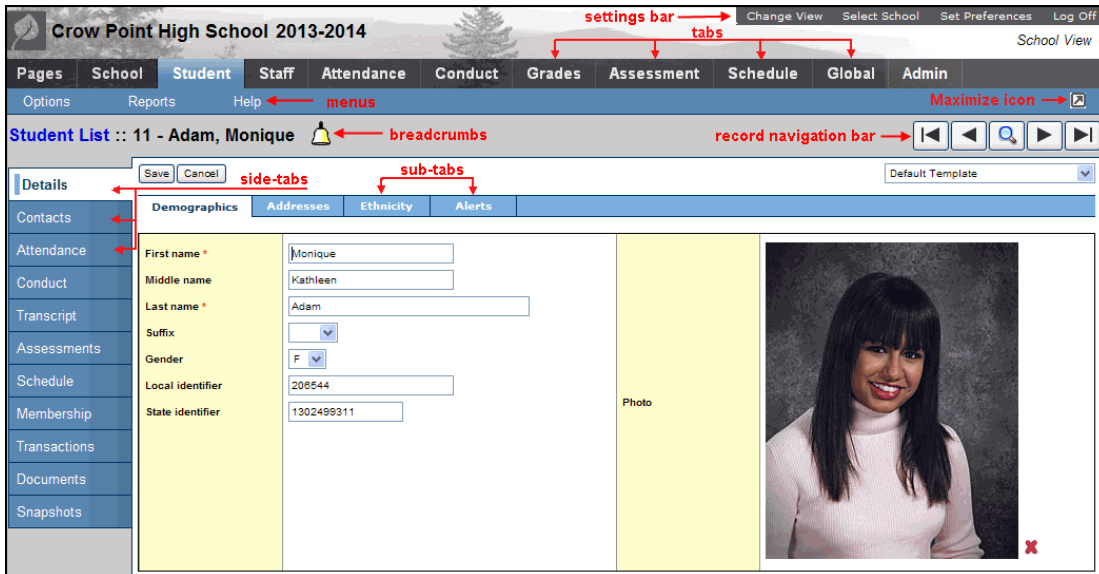 settings bar Change View Select School Set Preferences Log Off
Crow Point High School 2013-2014 tabs School View
Pages School Student Staff Attendance Conduct Grades Assessment Schedule Global Admin
Options Reports Help menus Maximize icon
Student List :: 11 - Adam, Monique breadcrumbs record navigation bar
Details
Contacts
Attendance
Conduct
Transcript
Assessments
Schedule
Membership
Transactions
Documents
Snapshots
Save Cancel side-tabs sub-tabs Default Template
Demographics Addresses Ethnicity Alerts
First name * Monique
Middle name Kathleen
Last name * Adam
Suffix
Gender F
Local identifier 206544
State identifier 1302499311
Photo